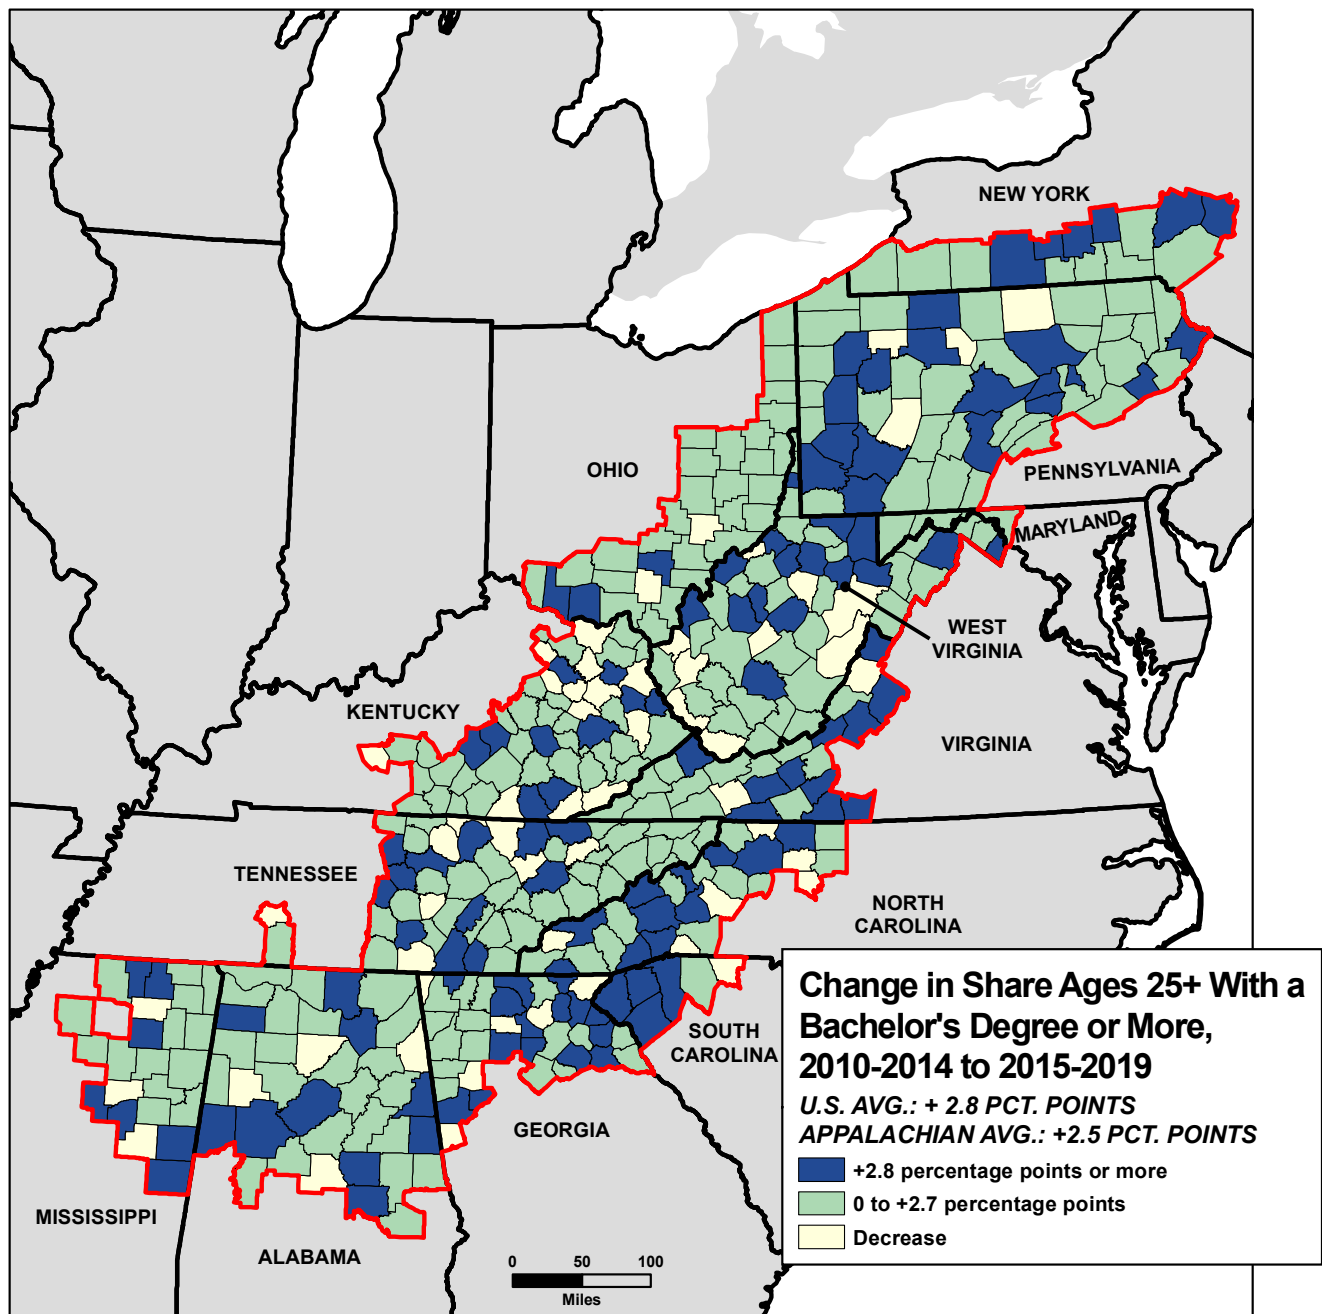 NEW YORK
OHIO
PENNSYLVANIA
MARYLAND
WEST
VIRGINIA
KENTUCKY
VIRGINIA
TENNESSEE
NORTH
CAROLINA
SOUTH
CAROLINA
GEORGIA
MISSISSIPPI
ALABAMA
0 50 100
Miles
Change in Share Ages 25+ With a
Bachelor's Degree or More,
2010-2014 to 2015-2019
U.S. AVG.: + 2.8 PCT. POINTS
APPALACHIAN AVG.: +2.5 PCT. POINTS
+2.8 percentage points or more
0 to +2.7 percentage points
Decrease